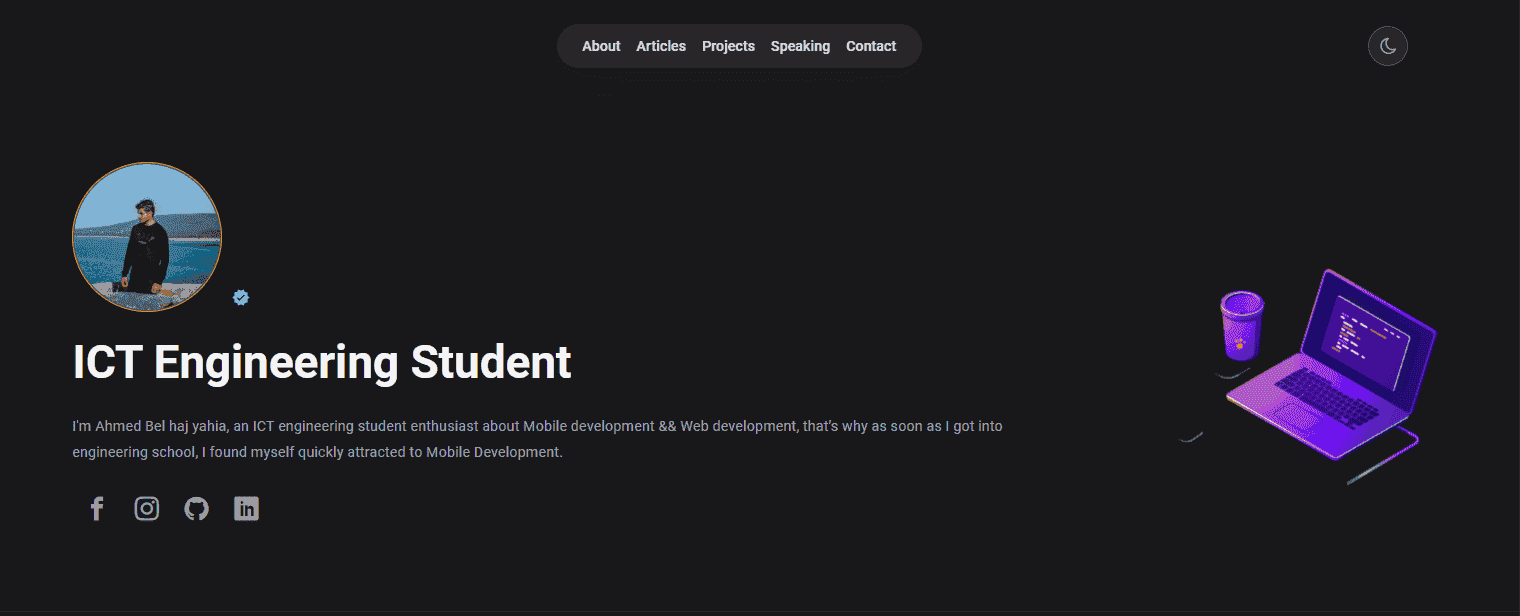 About Articles Projects Speaking Contact
ICT Engineering Student
I'm Ahmed Bel haj yahia, an ICT engineering student enthusiast about Mobile development && Web development, that's why as soon as I got into
engineering school, I found myself quickly attracted to Mobile Development.